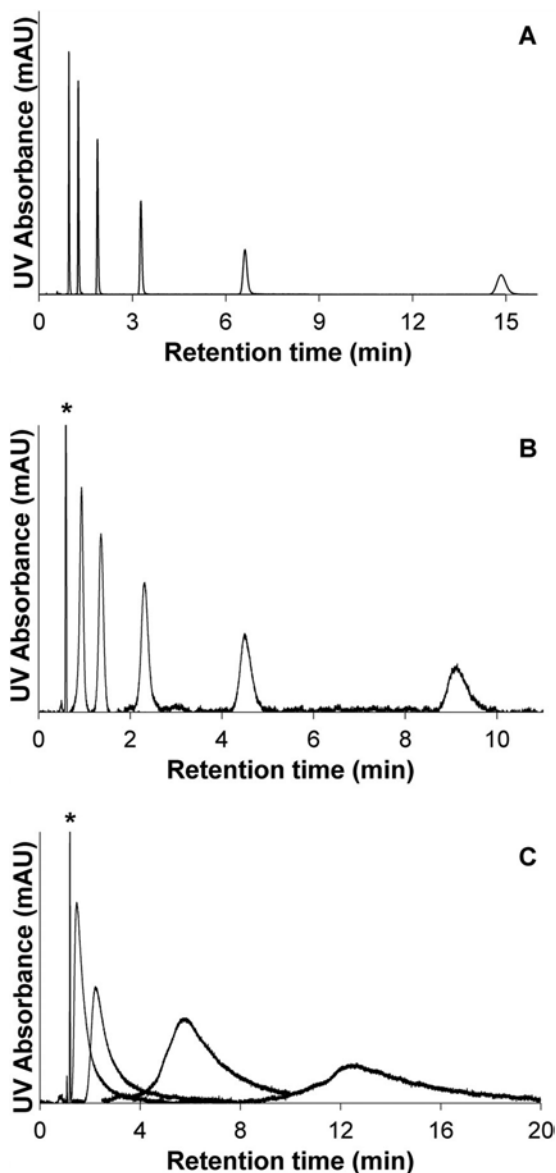 A
UV Absorbance (mAU)
0 3 6 9 12 15
Retention time (min)
*
B
UV Absorbance (mAU)
0 2 4 6 8 10
Retention time (min)
*
C
UV Absorbance (mAU)
0 4 8 12 16 20
Retention time (min)